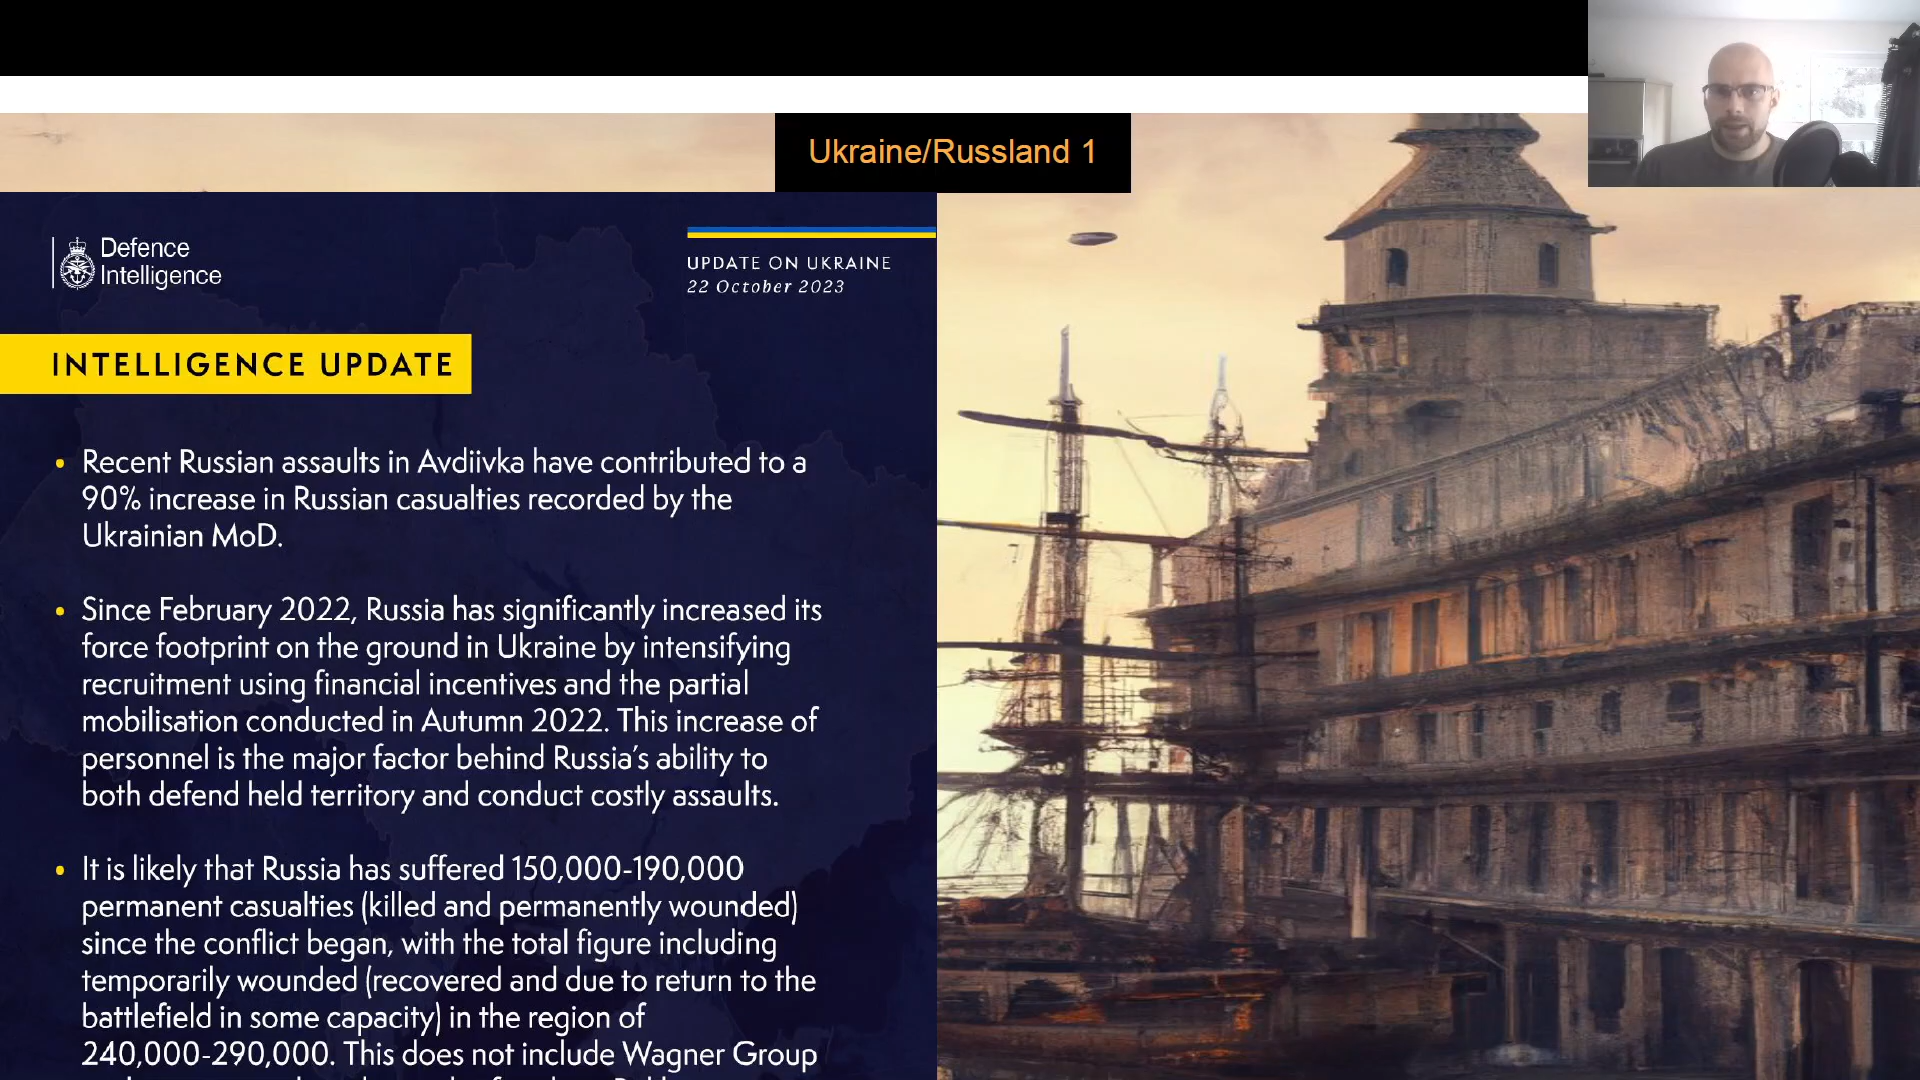 Ukraine/Russland 1
Defence
Intelligence
UPDATE ON UKRAINE
22 October 2023
INTELLIGENCE UPDATE
• Recent Russian assaults in Avdiivka have contributed to a
90% increase in Russian casualties recorded by the
Ukrainian MoD.
• Since February 2022, Russia has significantly increased its
force footprint on the ground in Ukraine by intensifying
recruitment using financial incentives and the partial
mobilisation conducted in Autumn 2022. This increase of
personnel is the major factor behind Russia's ability to
both defend held territory and conduct costly assaults.
• It is likely that Russia has suffered 150,000-190,000
permanent casualties (killed and permanently wounded)
since the conflict began, with the total figure including
temporarily wounded (recovered and due to return to the
battlefield in some capacity) in the region of
240,000-290,000. This does not include Wagner Group